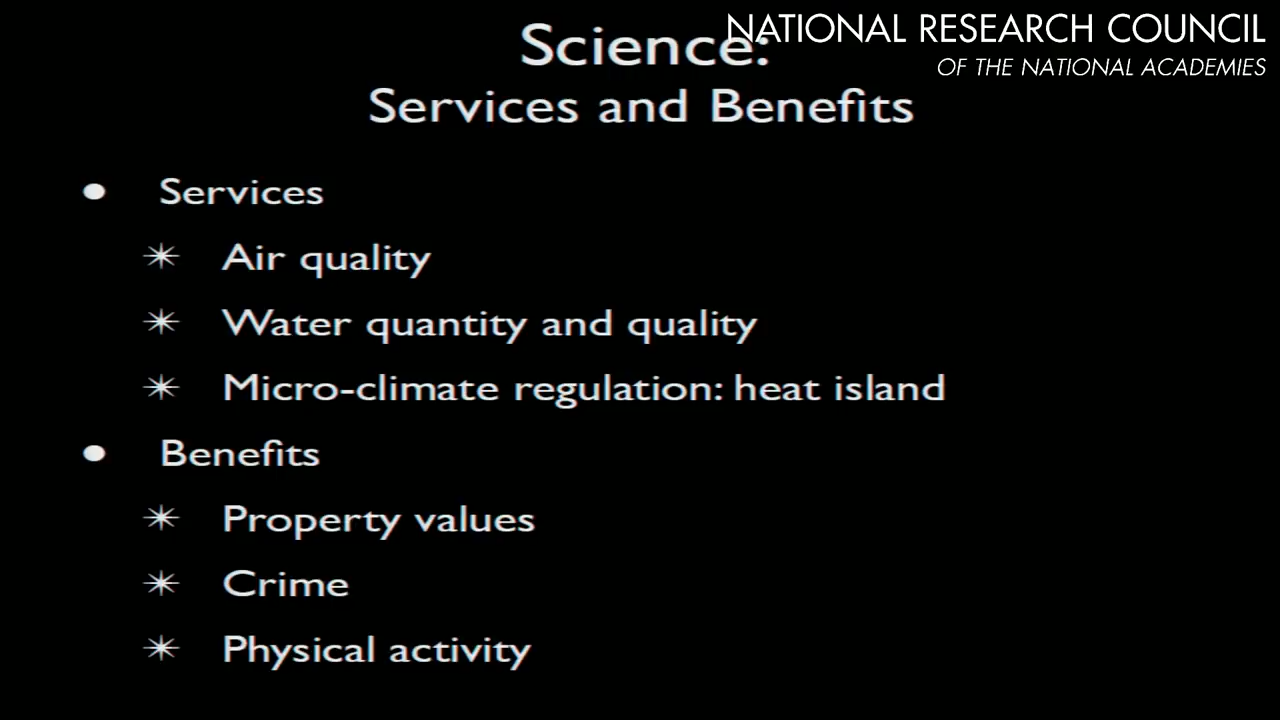 Science:
NATIONAL RESEARCH COUNCIL
OF THE NATIONAL ACADEMIES
Services and Benefits
● Services
✴ Air quality
✴ Water quantity and quality
✴ Micro-climate regulation: heat island
● Benefits
✴ Property values
✴ Crime
✴ Physical activity